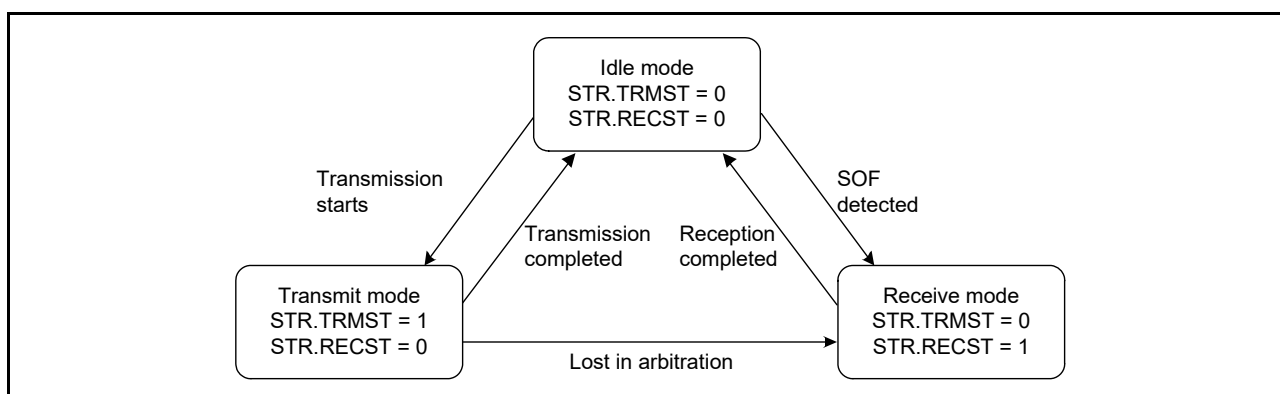 Idle mode
STR.TRMST = 0
STR.RECST = 0
Transmission
starts
SOF
detected
Transmission
completed
Reception
completed
Transmit mode
STR.TRMST = 1
STR.RECST = 0
Receive mode
STR.TRMST = 0
STR.RECST = 1
Lost in arbitration